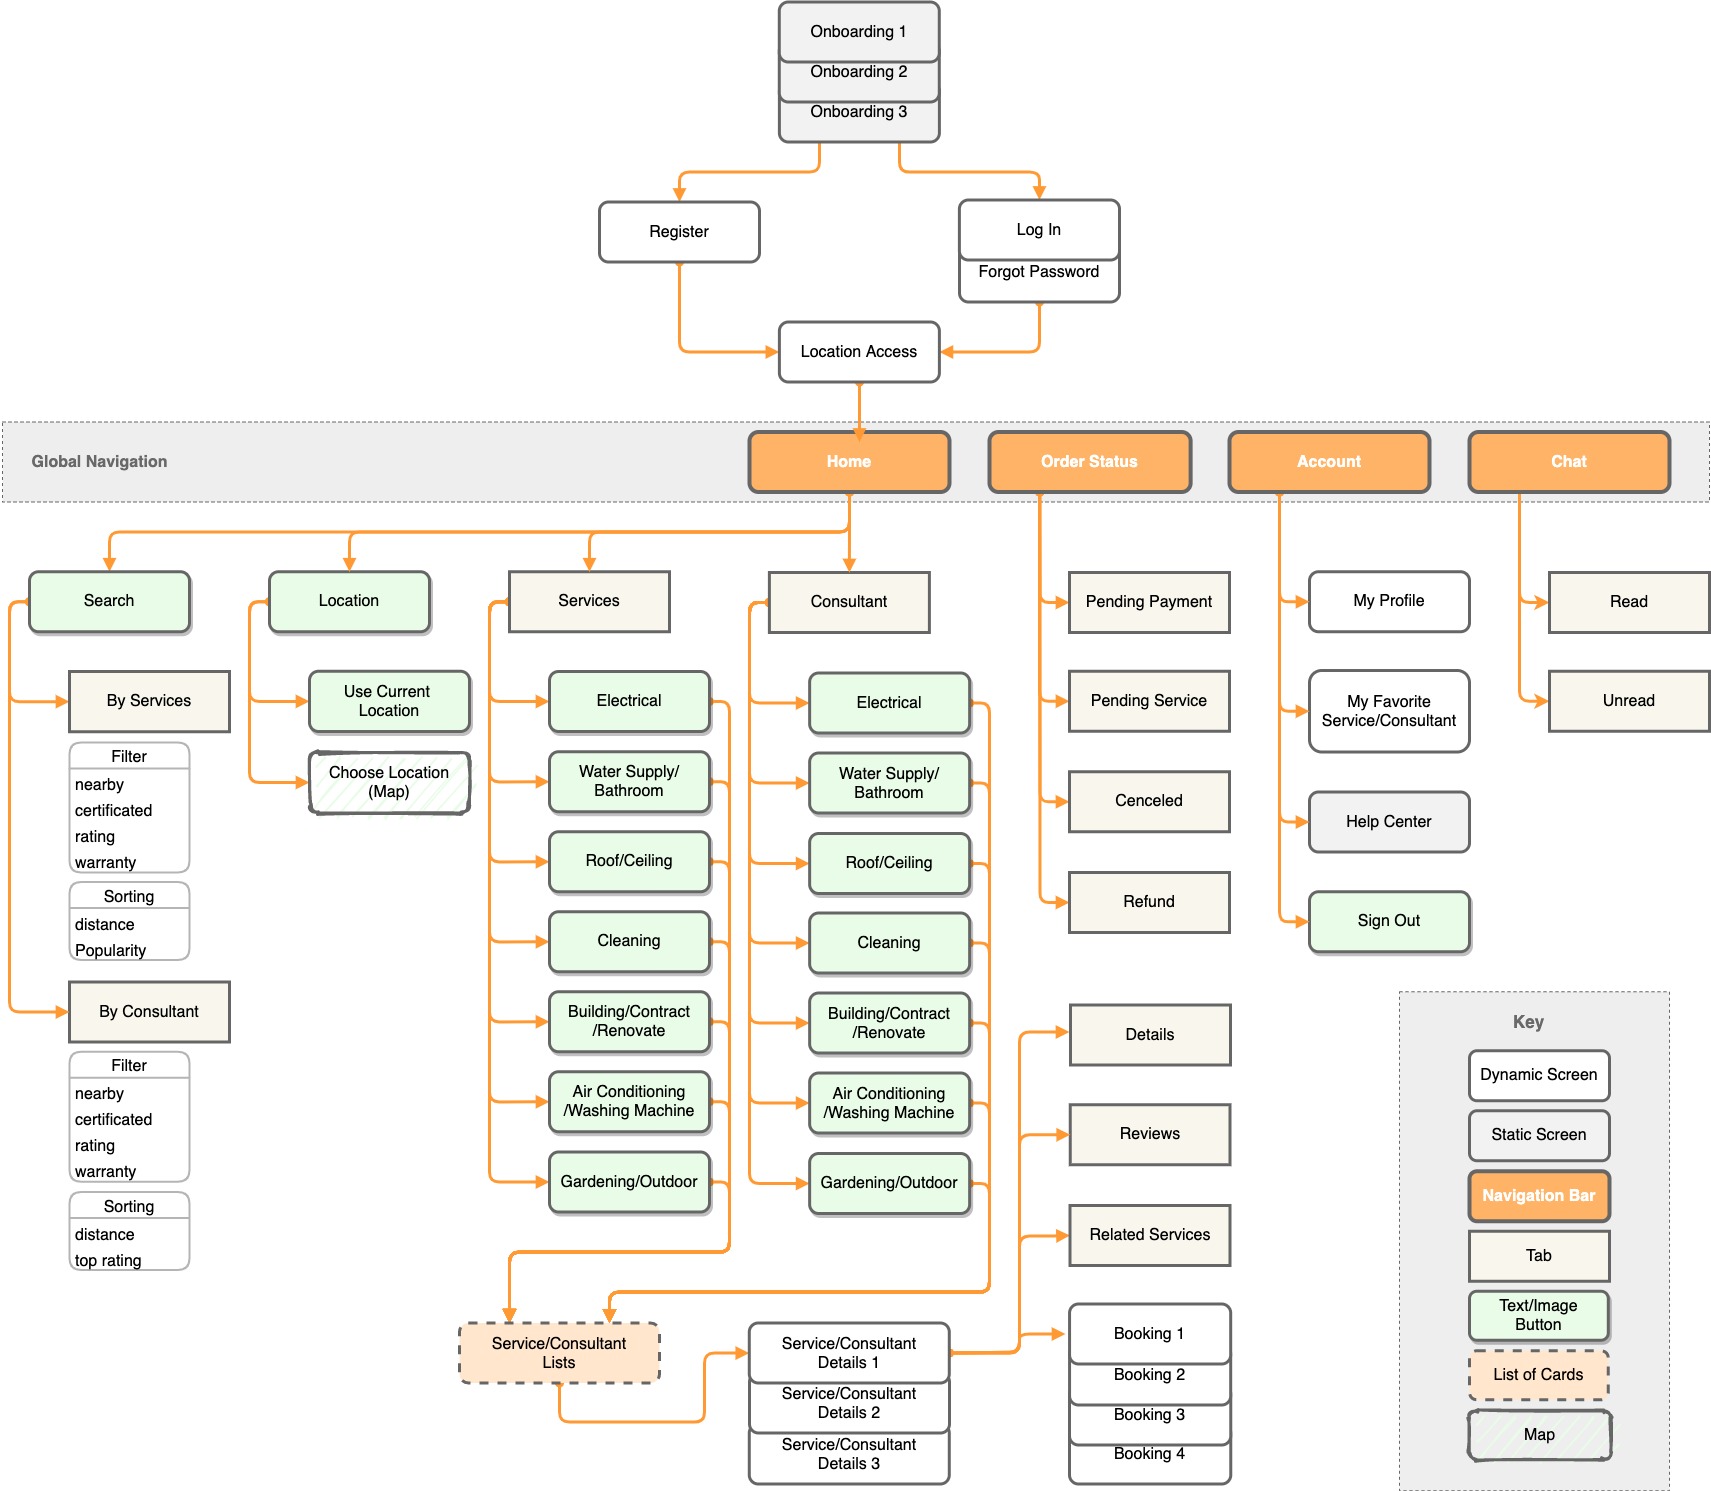 Onboarding 1
Onboarding 2
Onboarding 3
Register
Log In
Forgot Password
Location Access
Global Navigation
Home
Order Status
Account
Chat
Search
By Services
Filter
nearby
certificated
rating
warranty
Sorting
distance
Popularity
By Consultant
Filter
nearby
certificated
rating
warranty
Sorting
distance
top rating
Location
Use Current
Location
Choose Location
(Map)
Services
Electrical
Water Supply/
Bathroom
Roof/Ceiling
Cleaning
Building/Contract
/Renovate
Air Conditioning
/Washing Machine
Gardening/Outdoor
Consultant
Electrical
Water Supply/
Bathroom
Roof/Ceiling
Cleaning
Building/Contract
/Renovate
Air Conditioning
/Washing Machine
Gardening/Outdoor
Pending Payment
Pending Service
Cenceled
Refund
My Profile
My Favorite
Service/Consultant
Help Center
Sign Out
Read
Unread
Service/Consultant
Lists
Service/Consultant
Details 1
Service/Consultant
Details 2
Service/Consultant
Details 3
Details
Reviews
Related Services
Booking 1
Booking 2
Booking 3
Booking 4
Key
Dynamic Screen
Static Screen
Navigation Bar
Tab
Text/Image
Button
List of Cards
Map